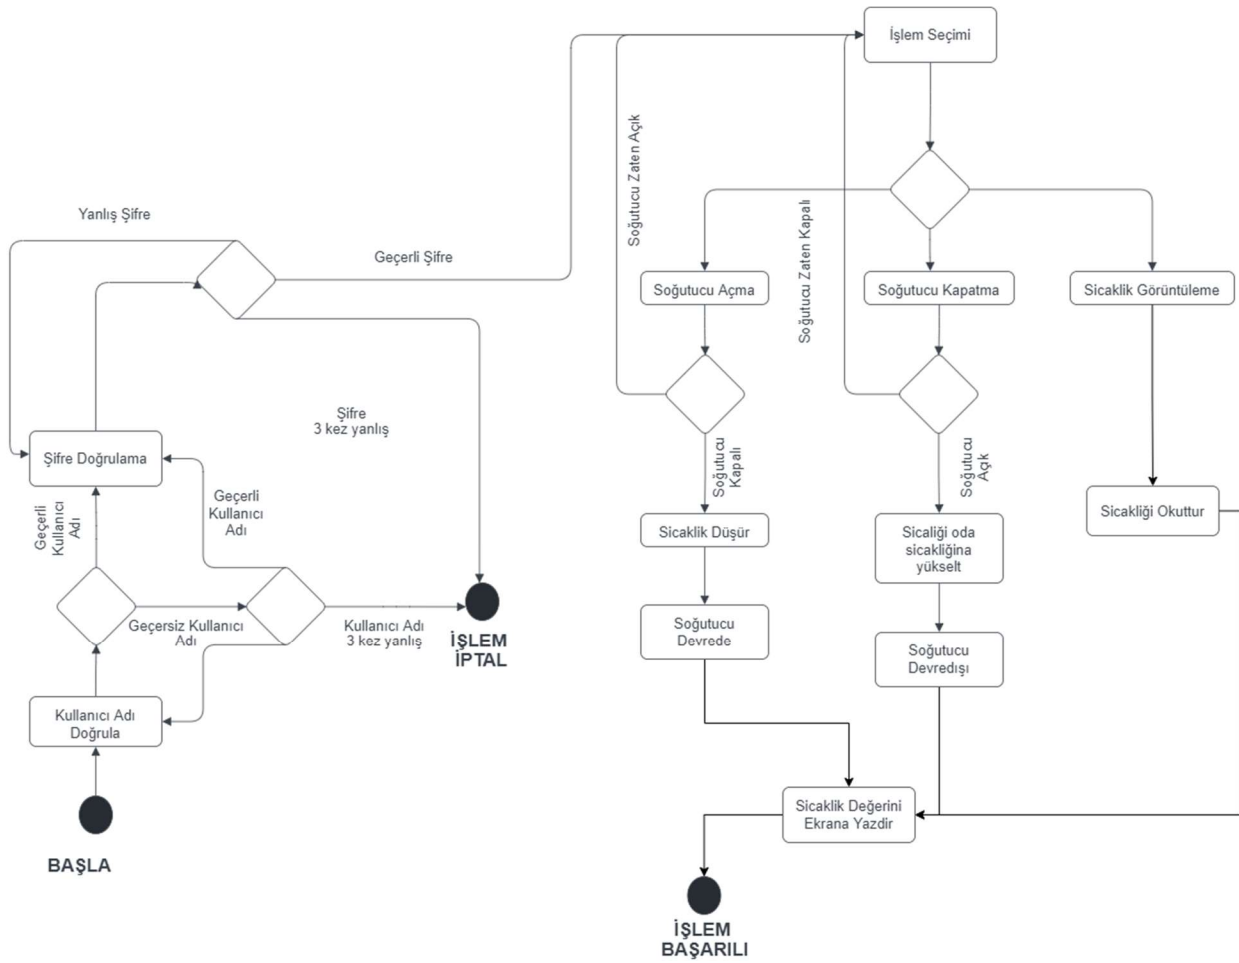 İşlem Seçimi
Soğutucu Zaten Açık
Soğutucu Zaten Kapalı
Yanlış Şifre
Geçerli Şifre
Soğutucu Açma
Soğutucu Kapatma
Sicaklik Görüntüleme
Şifre
3 kez yanlış
Şifre Doğrulama
Soğutucu
Kapalı
Soğutucu
Açık
Geçerli
Kullanıcı
Adı
Geçerli
Kullanıcı
Adı
Sicaklik Düşür
Sicaliği oda
sicakliğina
yükselt
Sicakliği Okuttur
Geçersiz Kullanıcı
Adı
Kullanıcı Adı
3 kez yanlış
İŞLEM
İPTAL
Soğutucu
Devrede
Soğutucu
Devredışı
Kullanıcı Adı
Doğrula
BAŞLA
Sicaklik Değerini
Ekrana Yazdir
İŞLEM
BAŞARILI